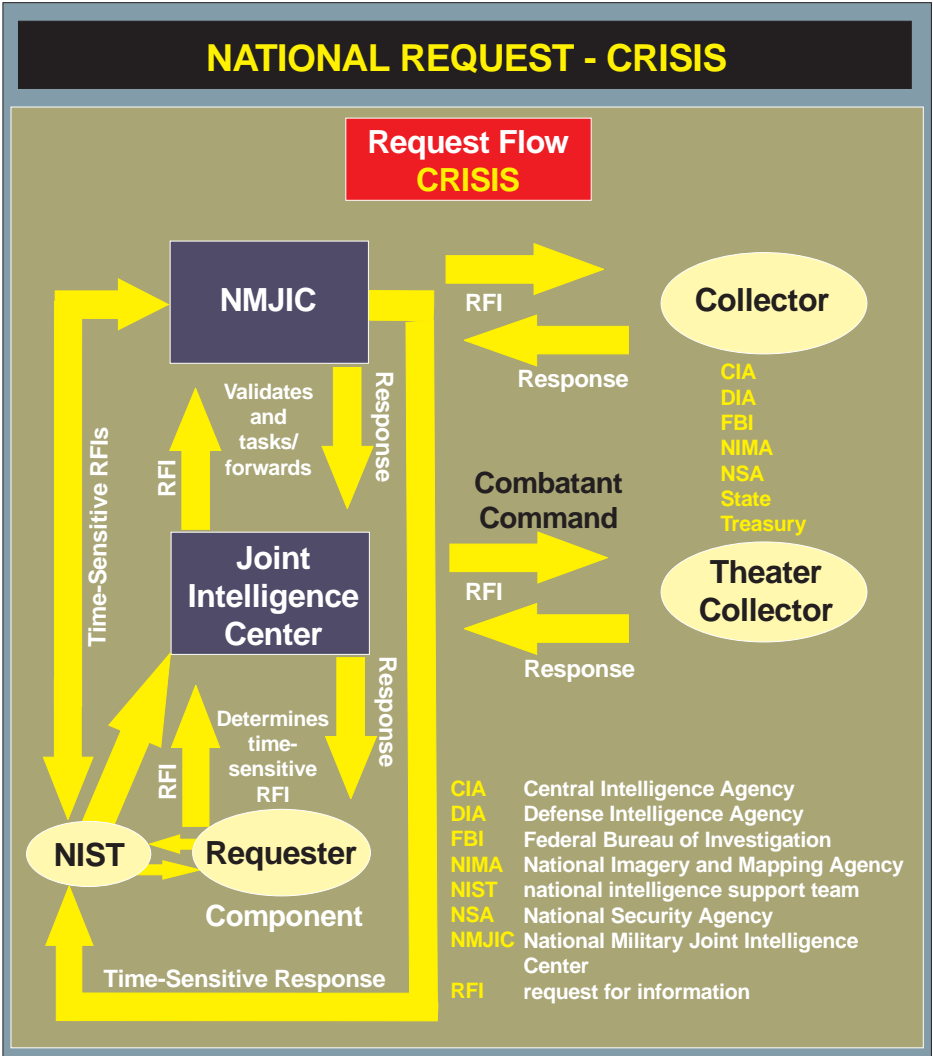 NATIONAL REQUEST - CRISIS
Request Flow
CRISIS
NMJIC
RFI
Collector
Response
CIA
DIA
FBI
NIMA
NSA
State
Treasury
Time-Sensitive RFIs
RFI
Validates
and
tasks/
forwards
Response
Combatant
Command
Joint
Intelligence
Center
RFI
Theater
Collector
Response
RFI
Determines
time-
sensitive
RFI
Response
NIST
Requester
Component
Time-Sensitive Response
CIA Central Intelligence Agency
DIA Defense Intelligence Agency
FBI Federal Bureau of Investigation
NIMA National Imagery and Mapping Agency
NIST national intelligence support team
NSA National Security Agency
NMJIC National Military Joint Intelligence
Center
RFI request for information